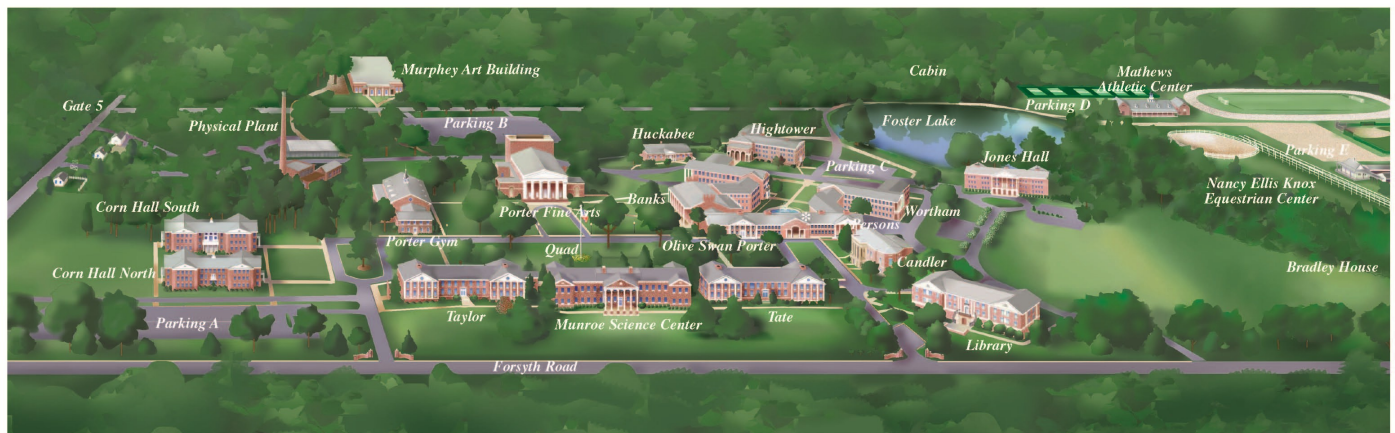 Murphey Art Building
Cabin
Mathews
Athletic Center
Gate 5
Parking D
Physical Plant
Parking B
Foster Lake
Huckabee
Hightower
Parking E
Jones Hall
Parking C
Nancy Ellis Knox
Equestrian Center
Corn Hall South
Porter Fine Arts
Banks
Wortham
Persons
Porter Gym
Quad
Olive Swan Porter
Candler
Bradley House
Corn Hall North
Parking A
Taylor
Munroe Science Center
Tate
Library
Forsyth Road